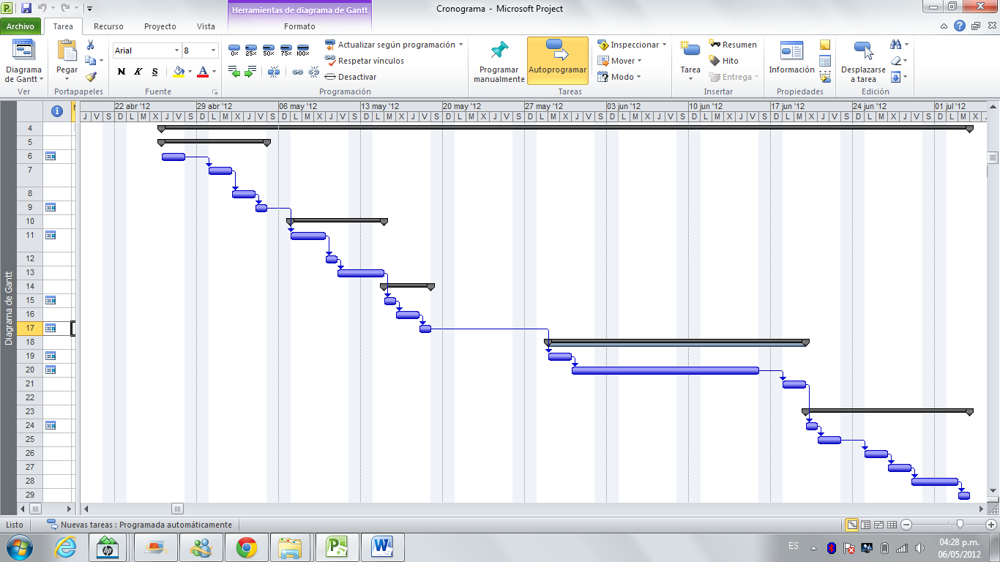 Herramientas de diagrama de Gantt
Cronograma - Microsoft Project
Archivo Tarea Recurso Proyecto Vista Formato
Diagrama de Gantt
Ver
Pegar
Portapapeles
Arial 8
N K S
Fuente
0% 25% 50% 75% 100%
Actualizar según programación
Respetar vínculos
Desactivar
Programación
Programar manualmente
Autoprogramar
Inspeccionar
Mover
Modo
Tareas
Tarea
Resumen
Hito
Entrega
Insertar
Información
Propiedades
Desplazarse a tarea
Edición
22 abr '12 29 abr '12 06 may '12 13 may '12 20 may '12 27 may '12 03 jun '12 10 jun '12 17 jun '12 24 jun '12 01 jul '12
J V S D L M X J V S D L M X J V S D L M X J V S D L M X J V S D L M X J V S D L M X J V S D L M X J V S D L M X J V S D L M X J V S D L M X J V S D L M X
4
5
6
7
8
9
10
11
12
13
14
15
16
17
18
19
20
21
22
23
24
25
26
27
28
29
Diagrama de Gantt
Listo Nuevas tareas : Programada automáticamente
ES 04:28 p.m.
06/05/2012